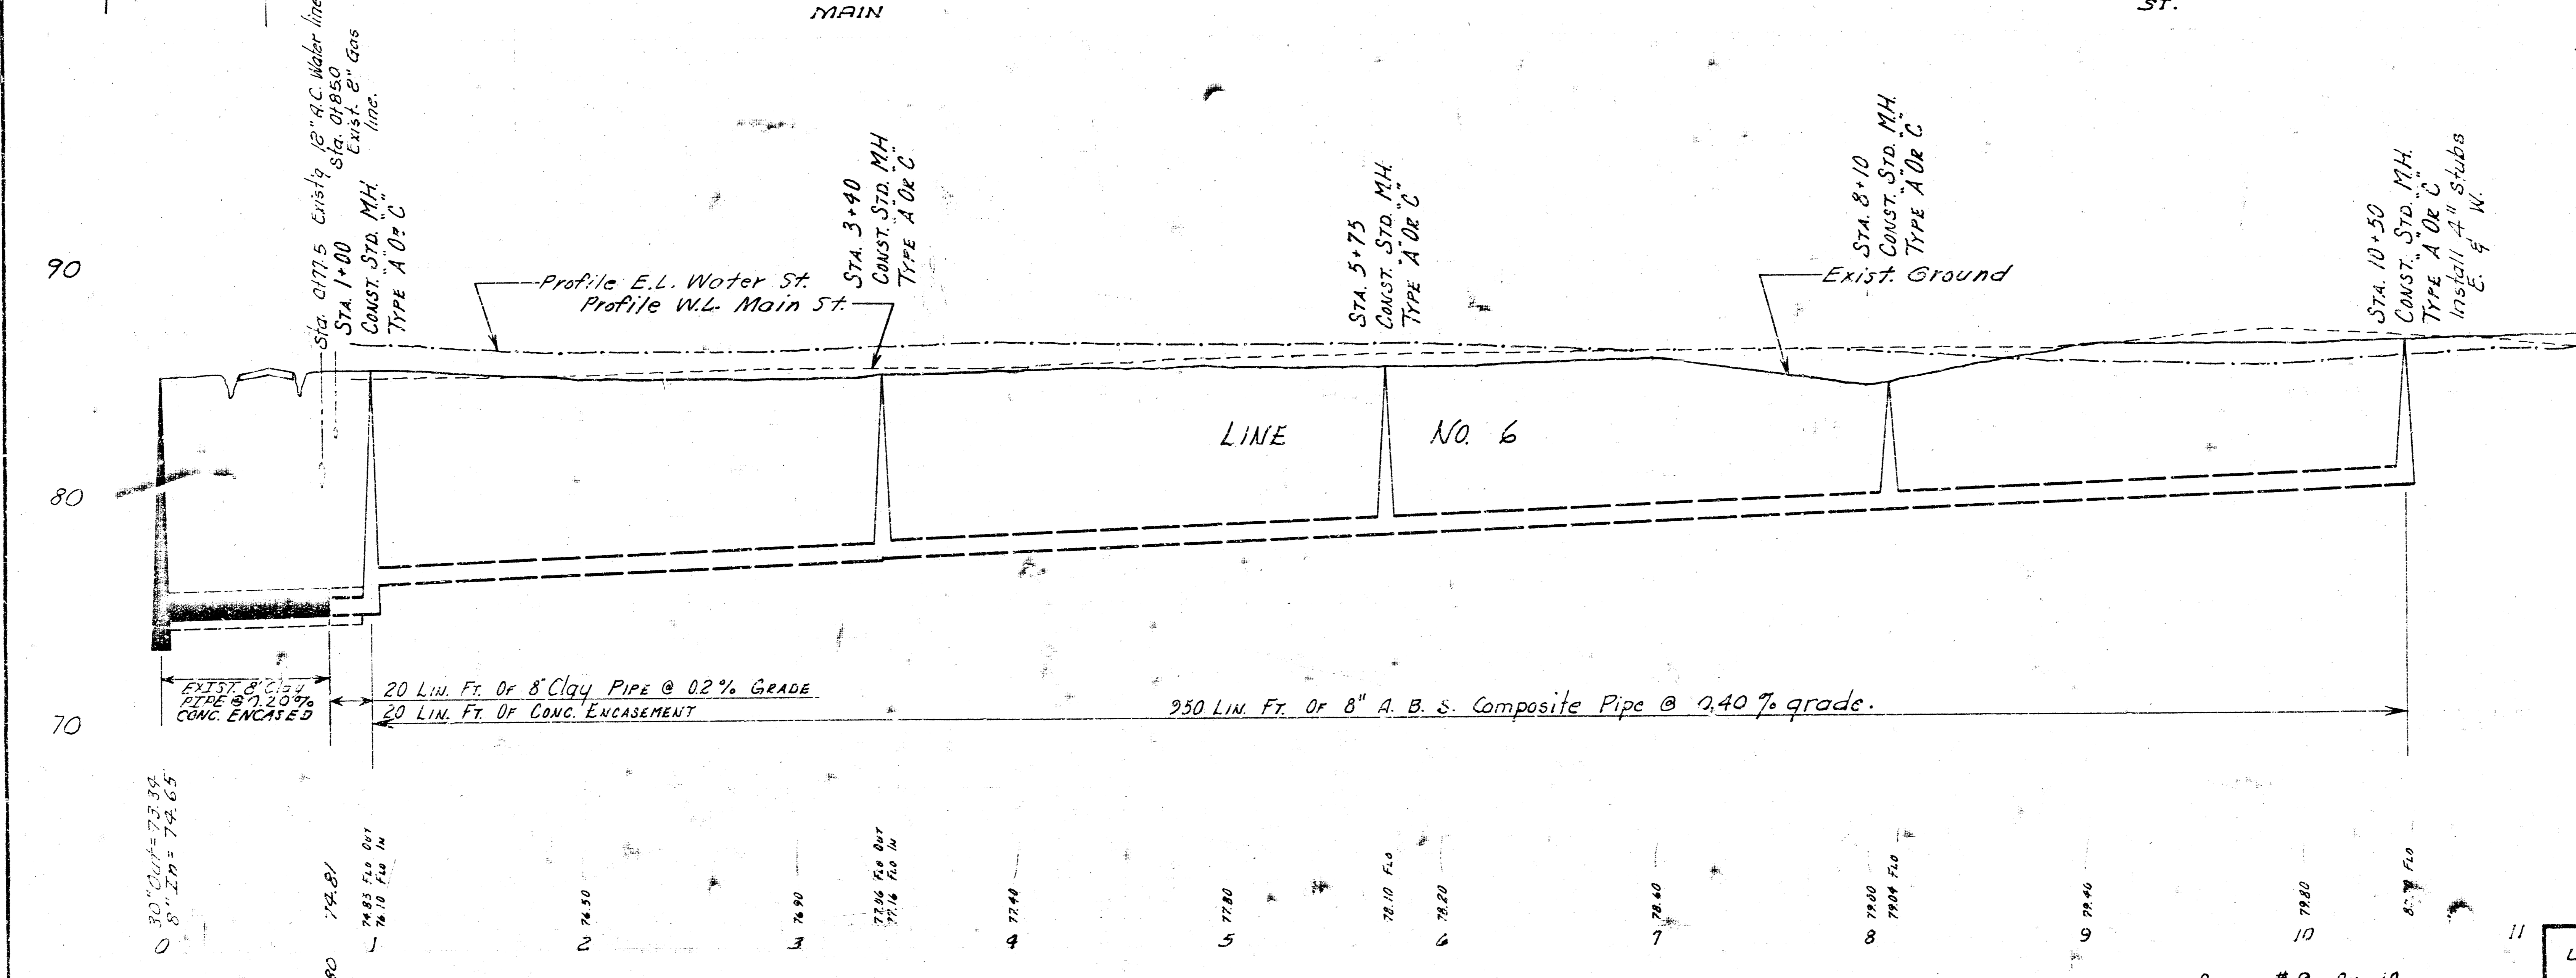 MAIN
ST.
Sta. 0+77.5 Exist'g 12" A.C. Water line
Sta. 0+85.0
Exist. 2" Gas
line.
STA. 1+00
CONST. STD. M.H.
TYPE "A" Or "C"
STA. 3+40
CONST. STD. M.H.
TYPE "A" OR "C"
STA. 5+75
CONST. STD. M.H.
TYPE "A" OR "C"
STA. 8+10
CONST. STD. M.H.
TYPE "A" OR "C"
STA. 10+50
CONST. STD. M.H.
TYPE "A" OR "C"
Install 4" Stubs
E. & W.
90
Profile E.L. Water St.
Profile W.L. Main St.
Exist. Ground
LINE NO. 6
80
EXIST. 8" Clay
PIPE @ 0.20%
CONC. ENCASED
20 LIN. FT. OF 8" Clay PIPE @ 0.2% GRADE
20 LIN. FT. OF CONC. ENCASEMENT
950 LIN. FT. OF 8" A. B. S. Composite Pipe @ 0.40 % grade.
70
30" Out = 73.39
8" In = 74.65
74.81
74.85 FLO OUT
76.10 FLO IN
76.50
76.90
77.06 FLO OUT
77.16 FLO IN
77.40
77.80
78.10 FLO
78.20
78.60
79.00
79.04 FLO
79.40
79.80
FLO
0 1 2 3 4 5 6 7 8 9 10 11